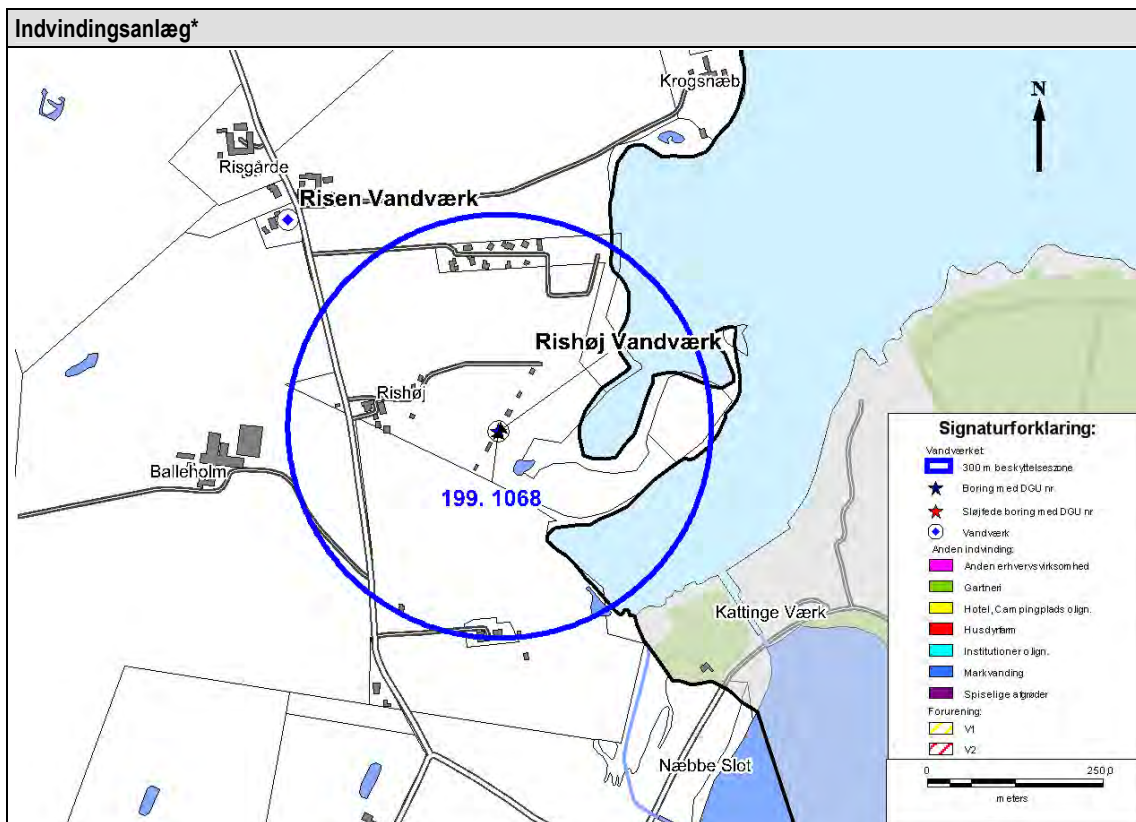 Indvindingsanlæg*
Krogsnæb
N
Risgårde
Risen Vandværk
Rishøj Vandværk
Rishøj
Balleholm
199. 1068
Kattinge Værk
Næbbe Slot
Signaturforklaring:
Vandværket
300 m beskyttelseszone
Boring med DGU nr
Sløjfede boring med DGU nr
Vandværk
Anden indvinding:
Anden erhvervsvirksomhed
Gartneri
Hotel, Campingplads o.lign.
Husdyrfarm
Institutioner o.lign.
Markvanding
Spiselige afgrøder
Forurening:
V1
V2
0 250,0
meters